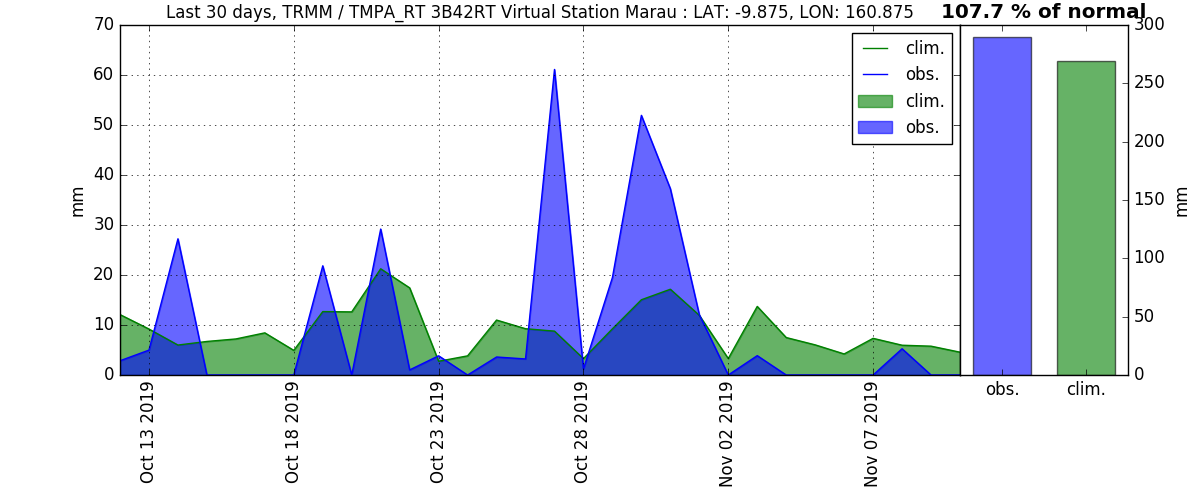 Last 30 days, TRMM / TMPA_RT 3B42RT Virtual Station Marau : LAT: -9.875, LON: 160.875
107.7 % of normal
clim.
obs.
clim.
obs.
70
60
50
40
30
20
10
0
mm
Oct 13 2019
Oct 18 2019
Oct 23 2019
Oct 28 2019
Nov 02 2019
Nov 07 2019
300
250
200
150
100
50
0
mm
obs.
clim.